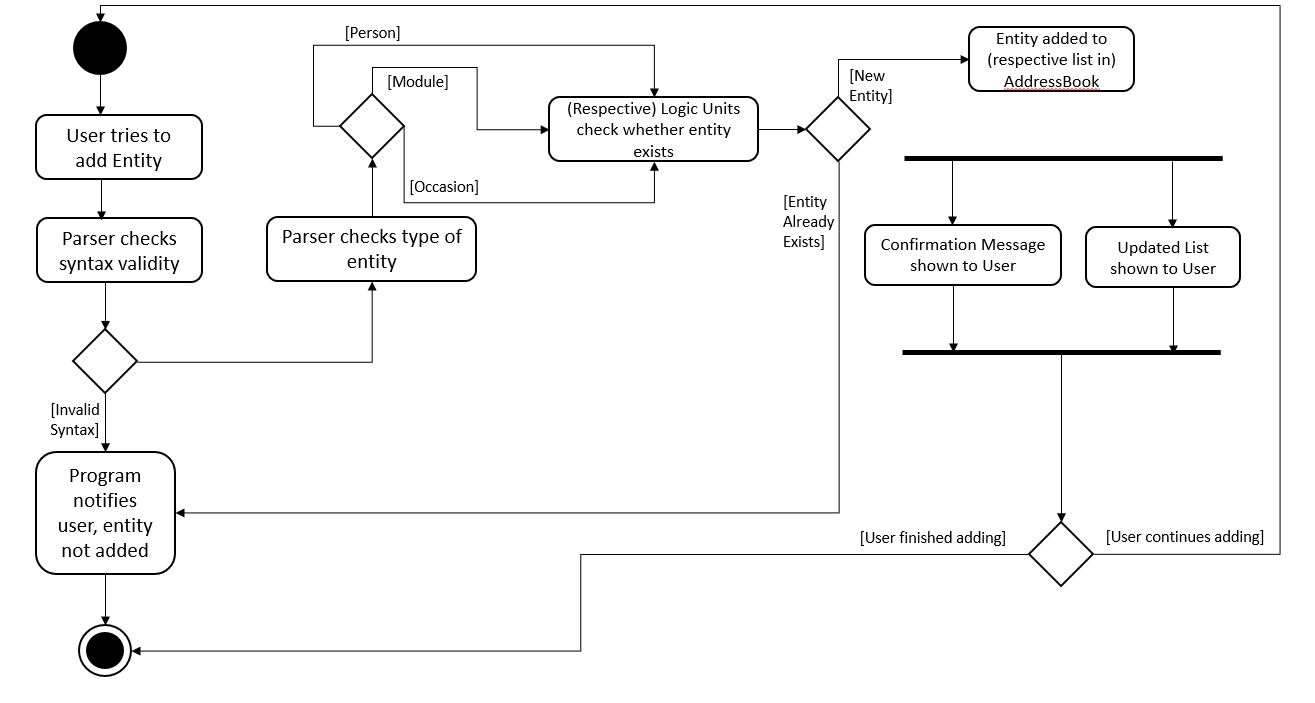 User tries to
add Entity
Parser checks
syntax validity
[Invalid
Syntax]
Program
notifies
user, entity
not added
Parser checks type of
entity
[Person]
[Module]
[Occasion]
(Respective) Logic Units
check whether entity
exists
[New
Entity]
[Entity
Already
Exists]
Entity added to
(respective list in)
AddressBook
Confirmation Message
shown to User
Updated List
shown to User
[User finished adding]
[User continues adding]